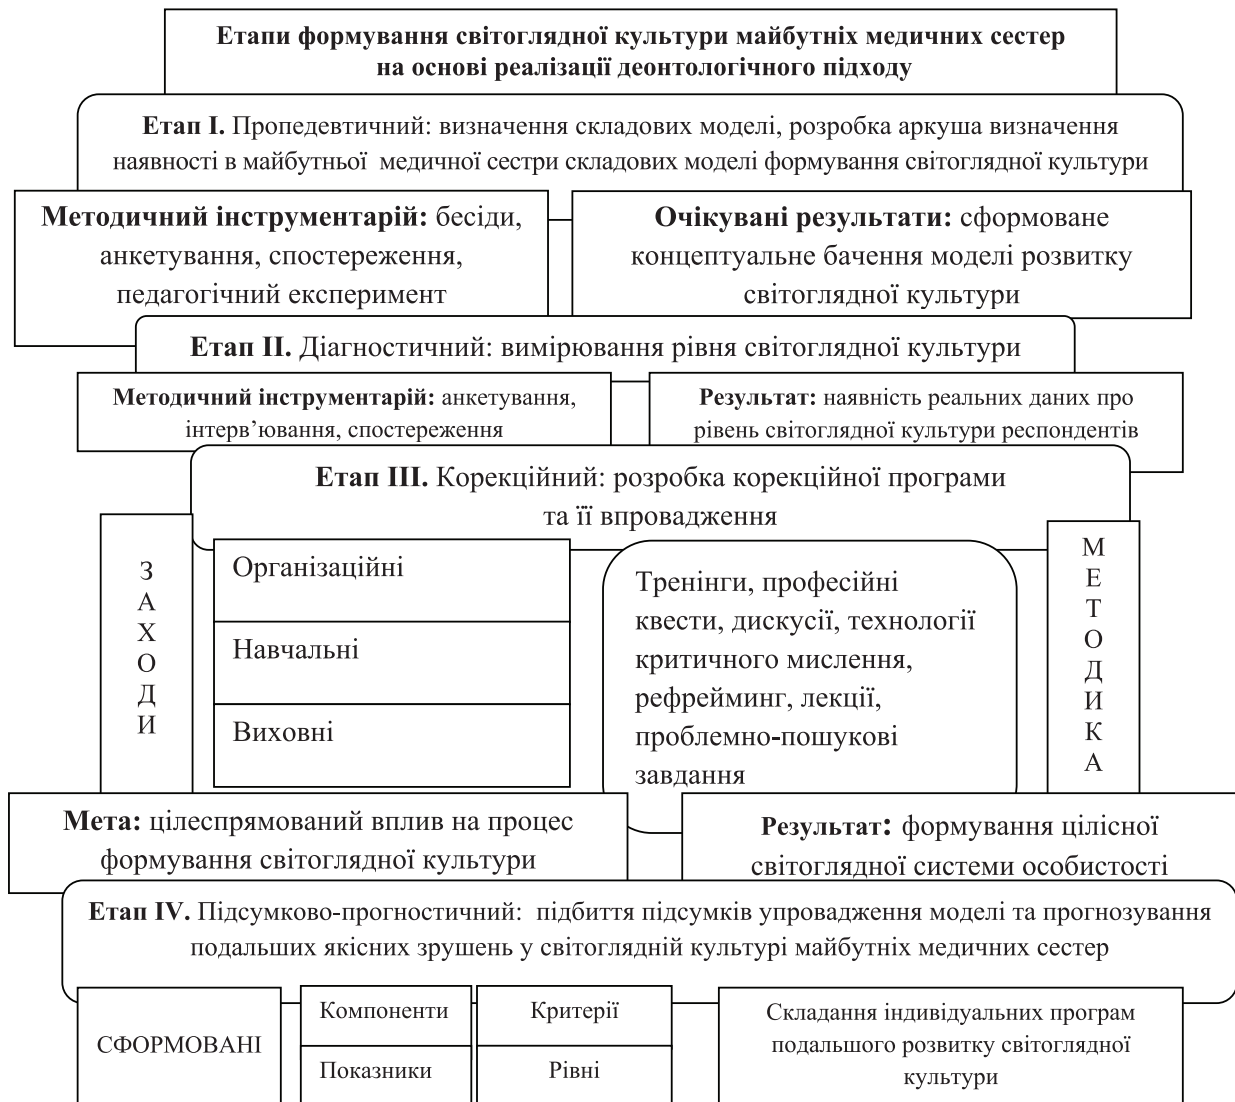 Етапи формування світоглядної культури майбутніх медичних сестер
на основі реалізації деонтологічного підходу
Етап І. Пропедевтичний: визначення складових моделі, розробка аркуша визначення
наявності в майбутньої медичної сестри складових моделі формування світоглядної культури
Методичний інструментарій: бесіди,
анкетування, спостереження,
педагогічний експеримент
Очікувані результати: сформоване
концептуальне бачення моделі розвитку
світоглядної культури
Етап ІІ. Діагностичний: вимірювання рівня світоглядної культури
Методичний інструментарій: анкетування,
інтерв’ювання, спостереження
Результат: наявність реальних даних про
рівень світоглядної культури респондентів
Етап ІІІ. Корекційний: розробка корекційної програми
та її впровадження
З
А
Х
О
Д
И
Організаційні
Навчальні
Виховні
Тренінги, професійні
квести, дискусії, технології
критичного мислення,
рефрейминг, лекції,
проблемно-пошукові
завдання
М
Е
Т
О
Д
И
К
А
Мета: цілеспрямований вплив на процес
формування світоглядної культури
Результат: формування цілісної
світоглядної системи особистості
Етап IV. Підсумково-прогностичний: підбиття підсумків упровадження моделі та прогнозування
подальших якісних зрушень у світоглядній культурі майбутніх медичних сестер
СФОРМОВАНІ
Компоненти
Критерії
Показники
Рівні
Складання індивідуальних програм
подальшого розвитку світоглядної
культури